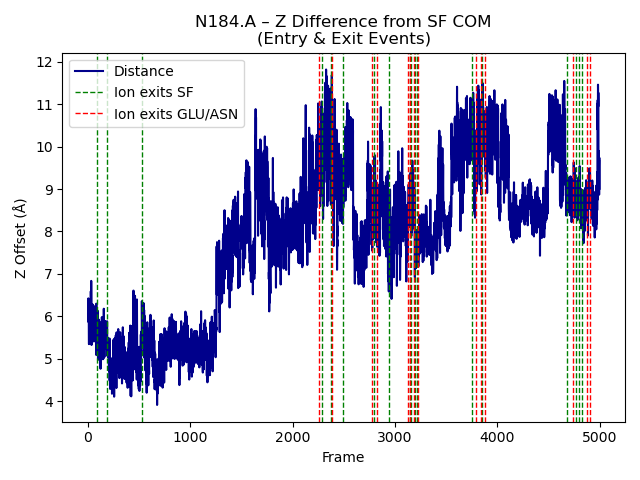 N184.A – Z Difference from SF COM
(Entry & Exit Events)
Distance
Ion exits SF
Ion exits GLU/ASN
Z Offset (Å)
12
11
10
9
8
7
6
5
4
0
1000
2000
3000
4000
5000
Frame